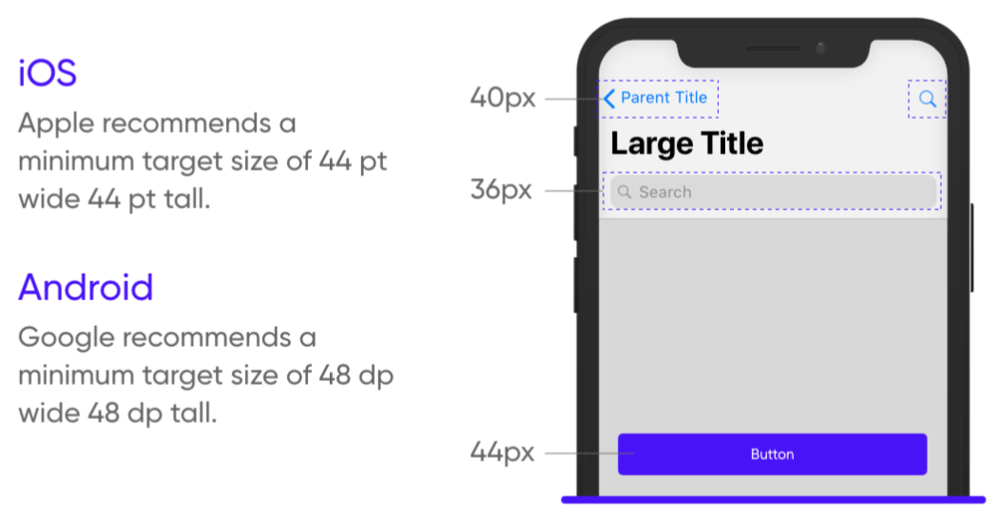 iOS
Apple recommends a
minimum target size of 44 pt
wide 44 pt tall.
Android
Google recommends a
minimum target size of 48 dp
wide 48 dp tall.
40px
Parent Title
Large Title
36px
Search
44px
Button